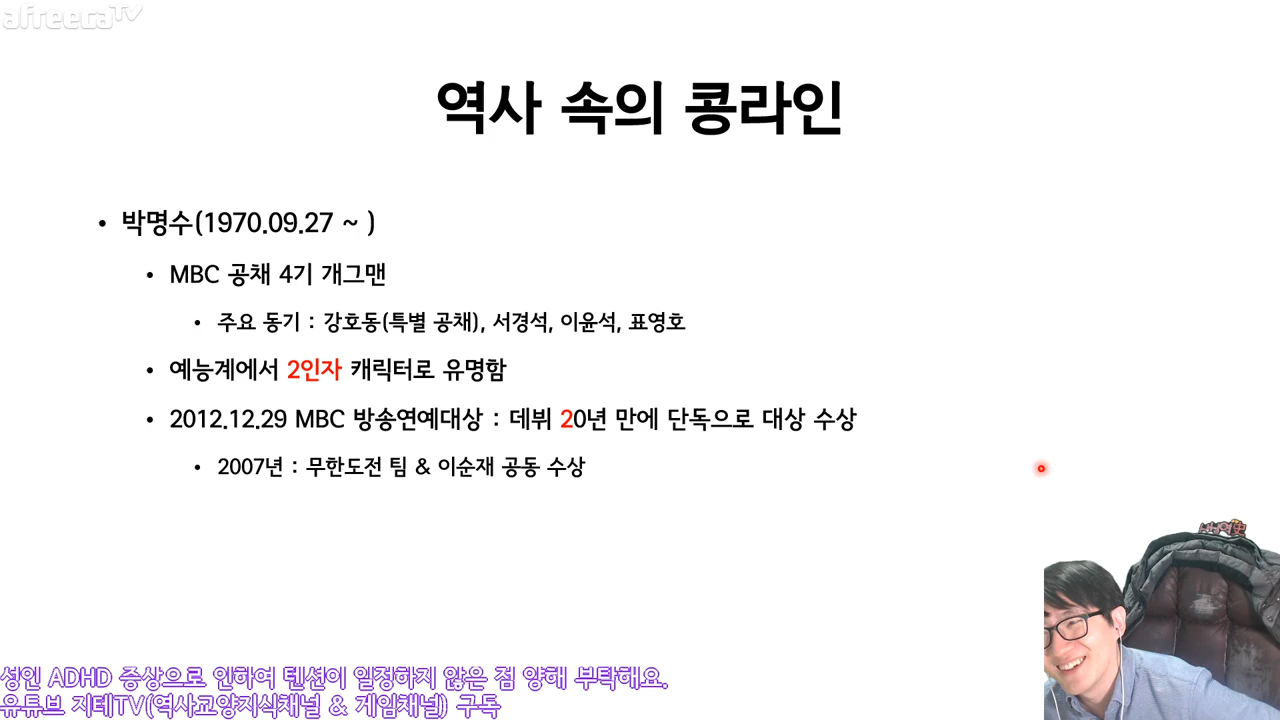 afreecaTV
역사 속의 콩라인
• 박명수(1970.09.27 ~ )
• MBC 공채 4기 개그맨
• 주요 동기 : 강호동(특별 공채), 서경석, 이윤석, 표영호
• 예능계에서 2인자 캐릭터로 유명함
• 2012.12.29 MBC 방송연예대상 : 데뷔 20년 만에 단독으로 대상 수상
• 2007년 : 무한도전 팀 & 이순재 공동 수상
성인 ADHD 증상으로 인하여 텐션이 일정하지 않은 점 양해 부탁해요.
유튜브 지테TV(역사교양지식채널 & 게임채널) 구독